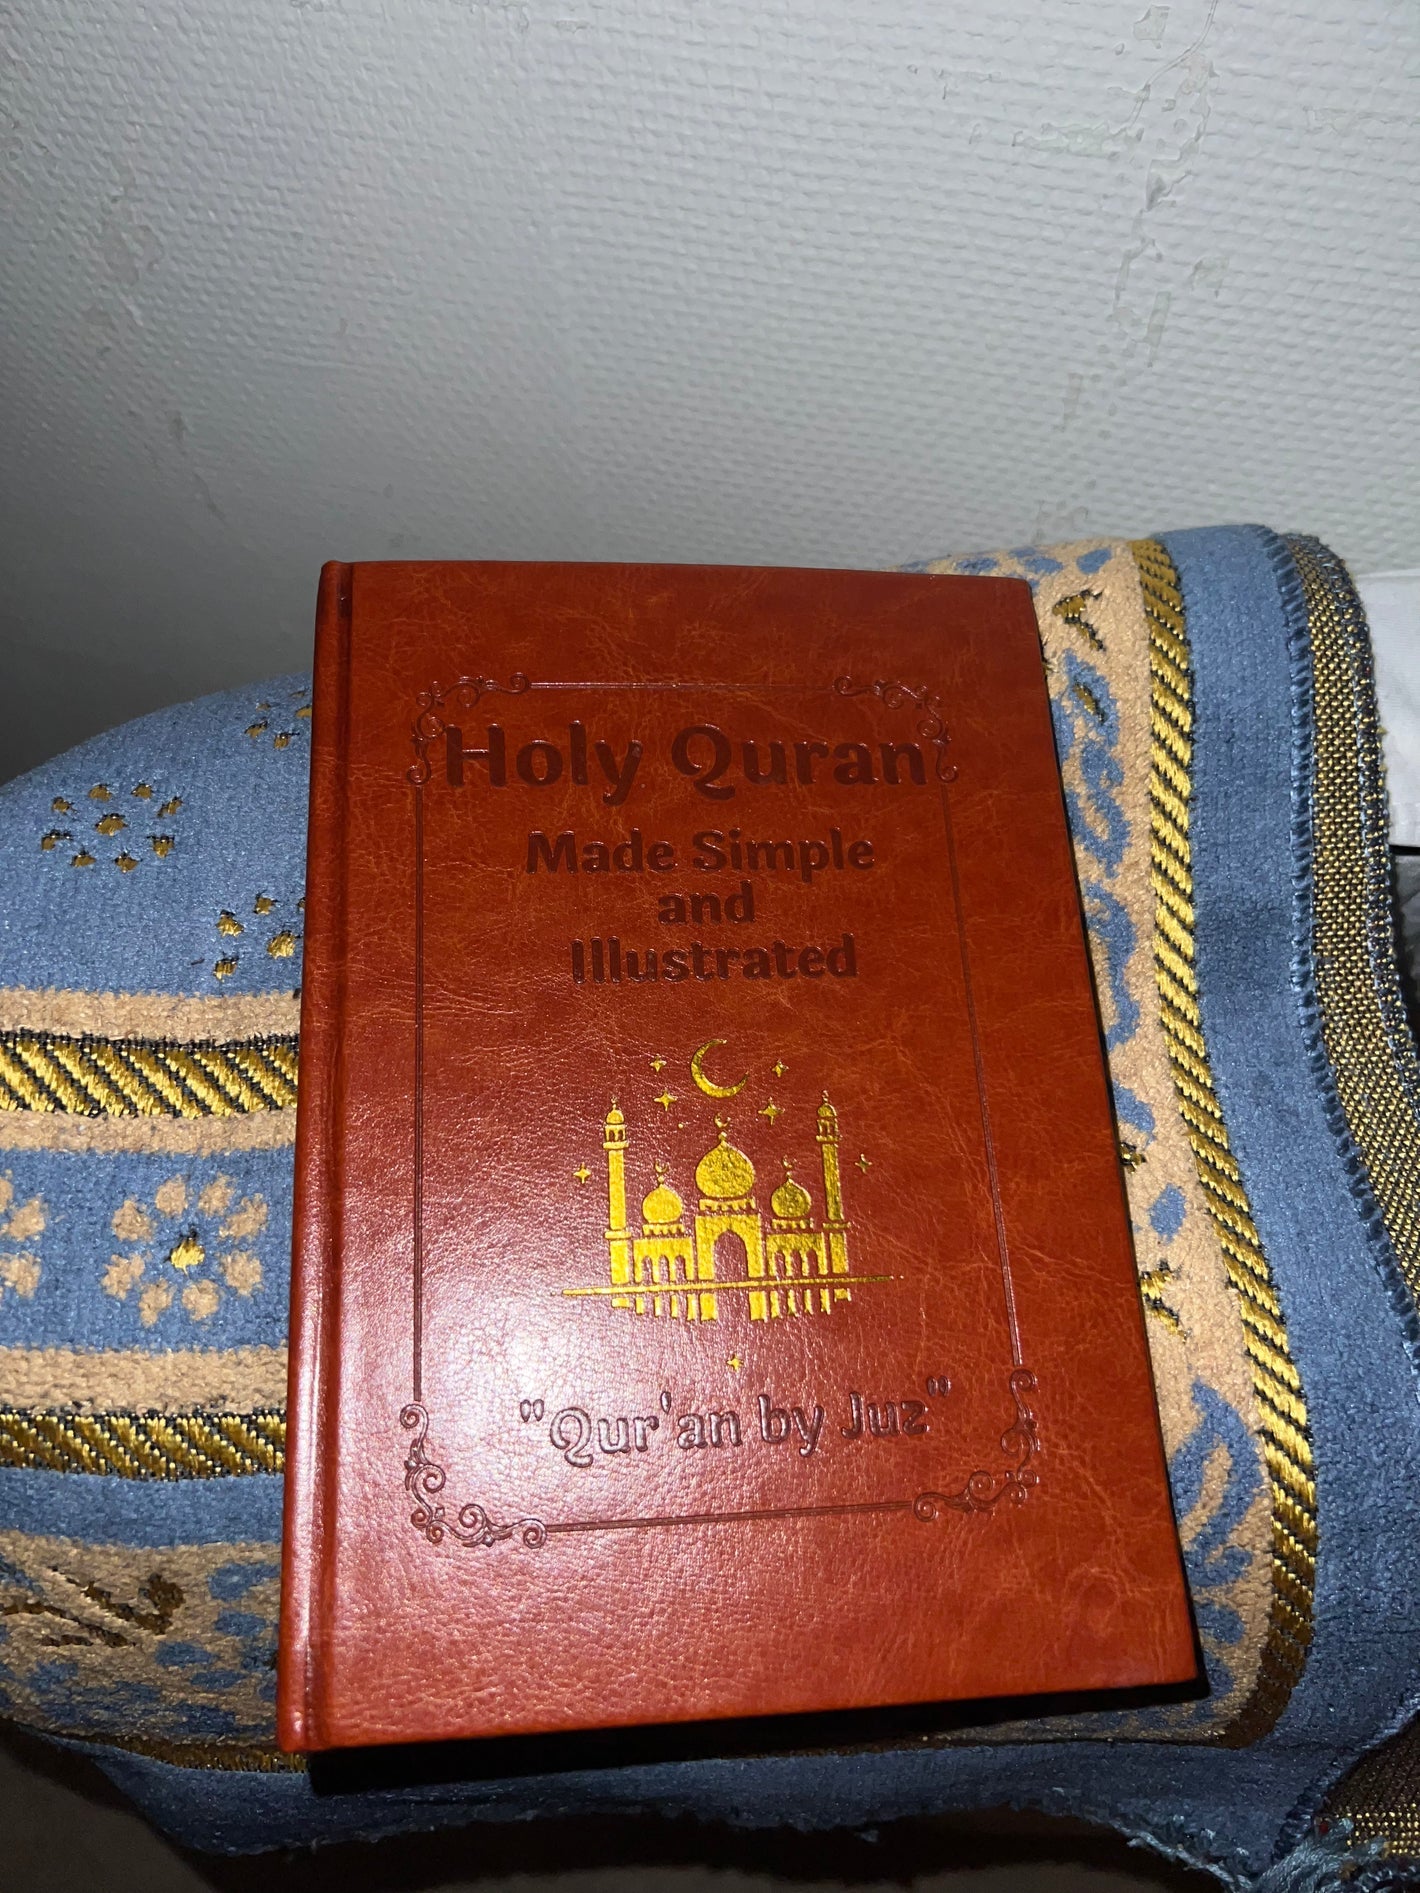 Holy Quran
Made Simple
and
Illustrated
"Qur'an by Juz"